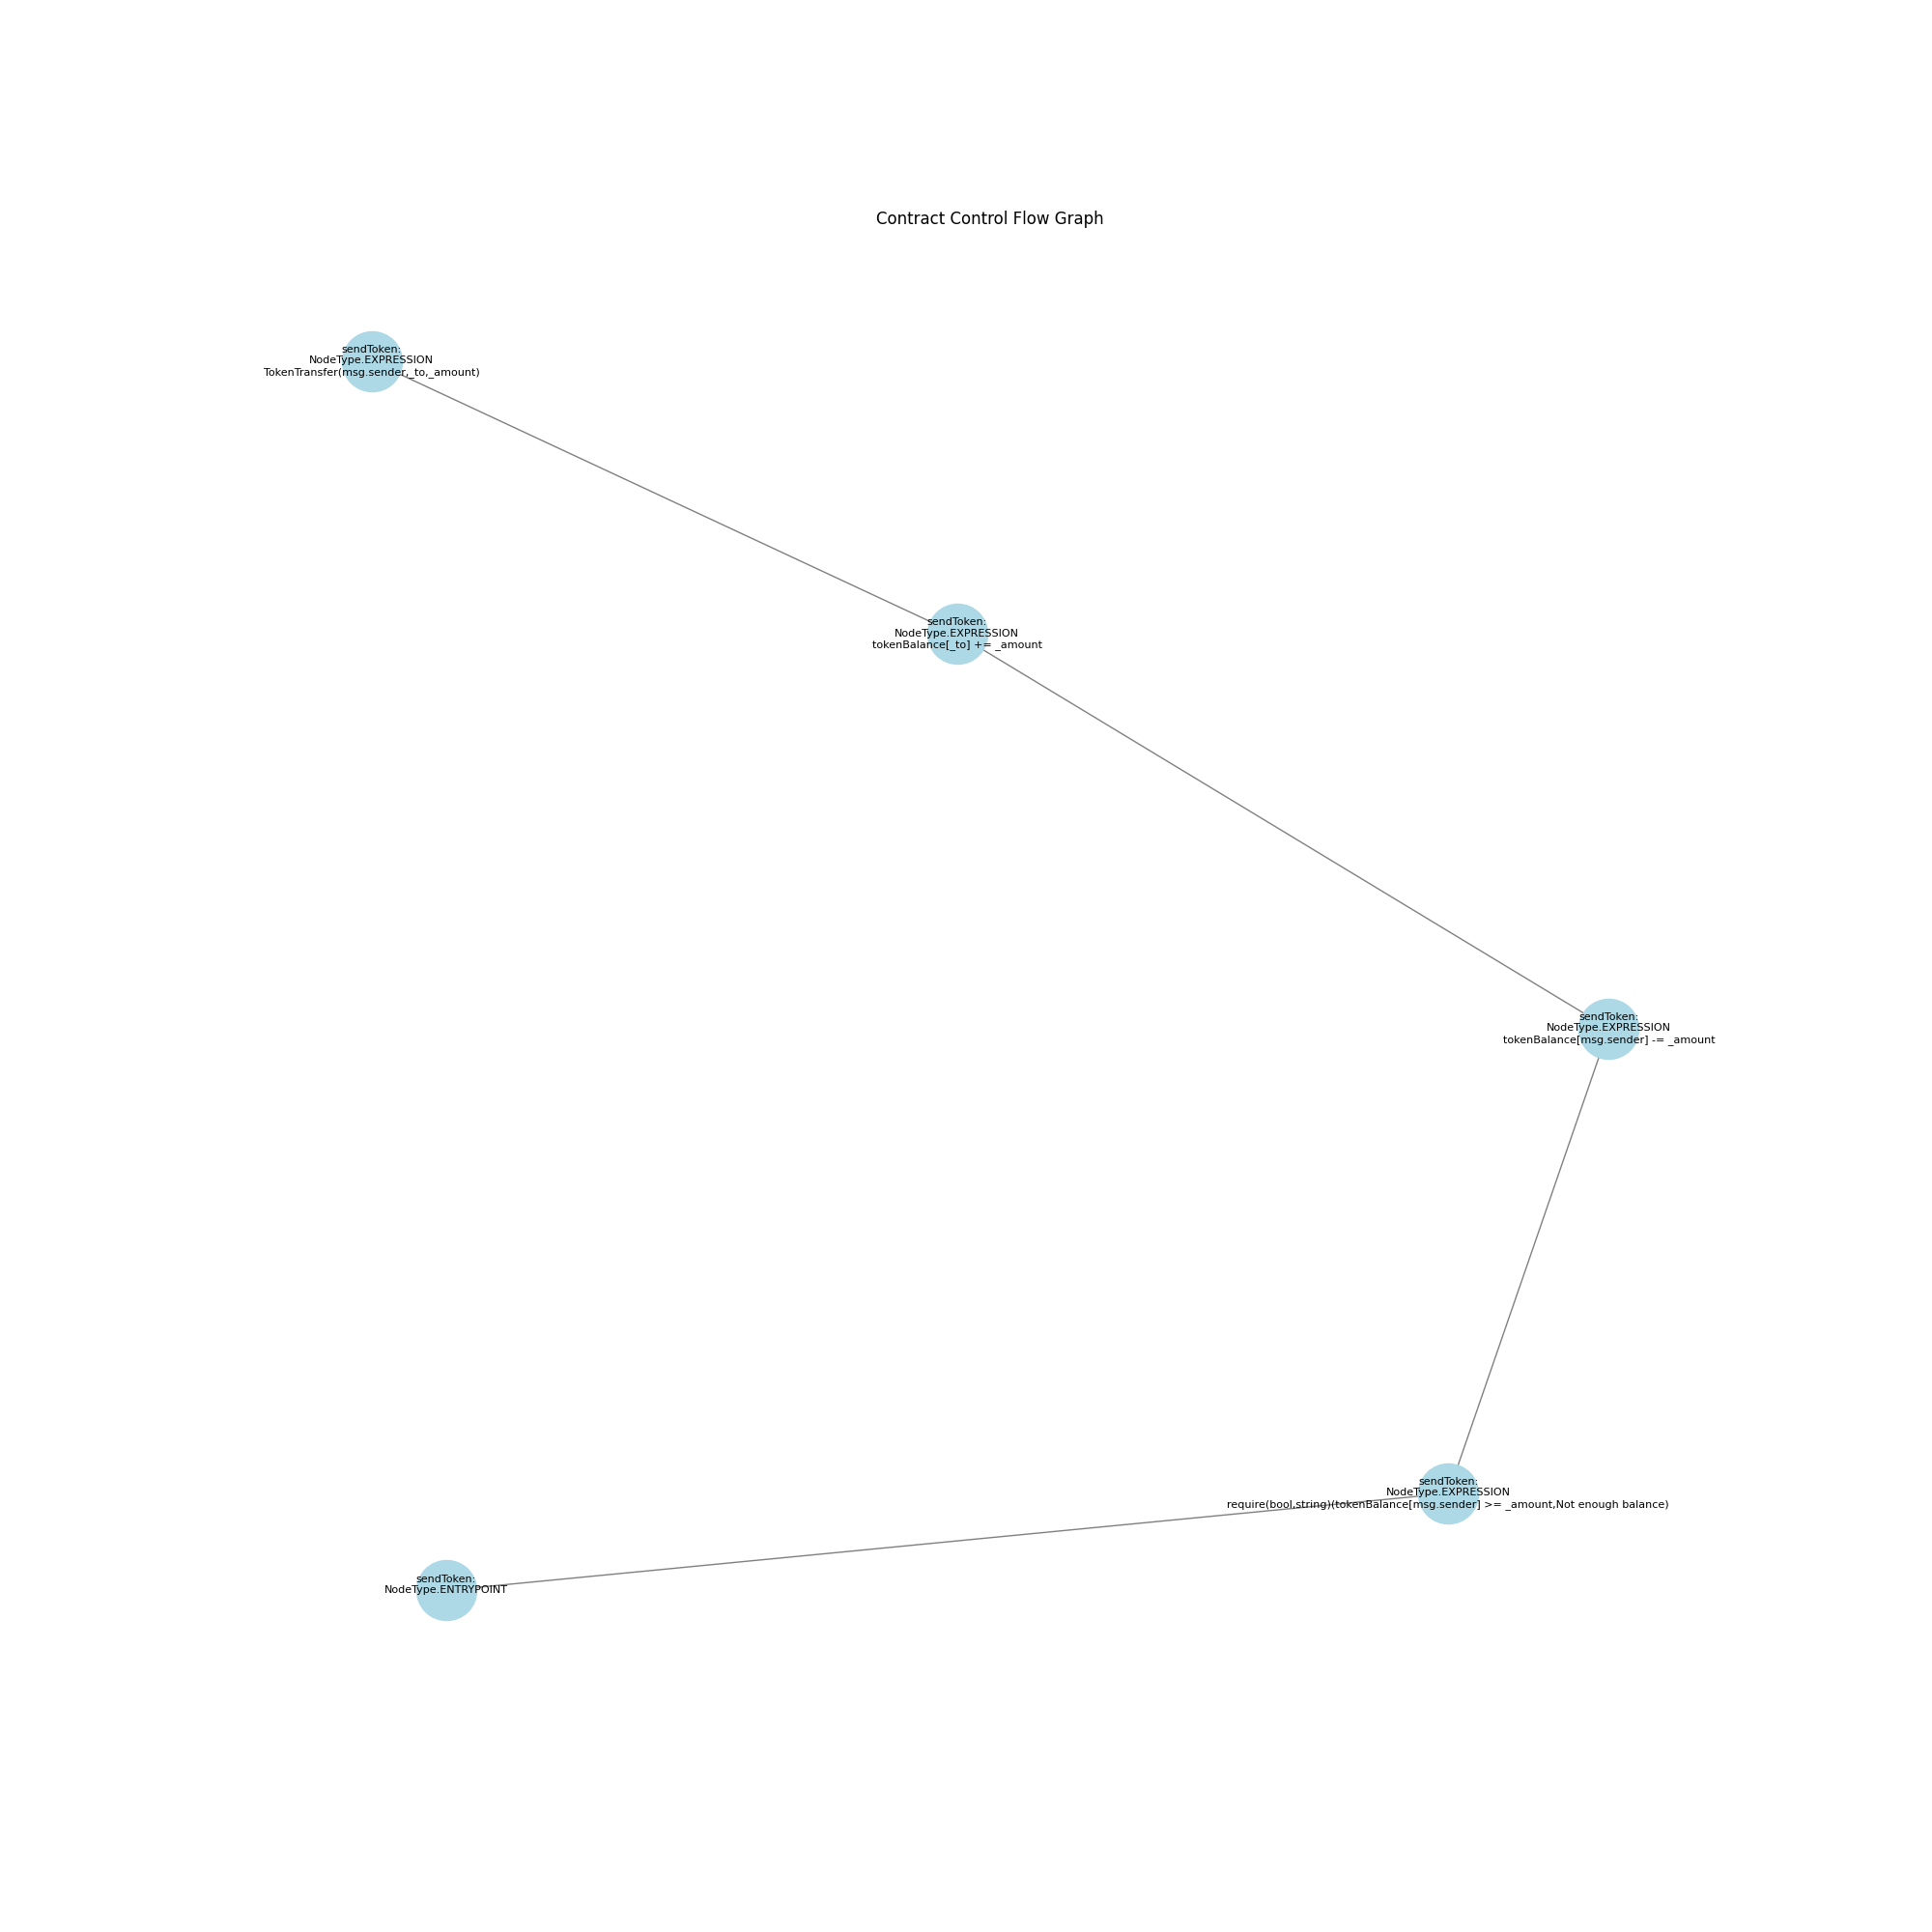 Contract Control Flow Graph
sendToken:
NodeType.EXPRESSION
TokenTransfer(msg.sender,_to,_amount)
sendToken:
NodeType.EXPRESSION
tokenBalance[_to] += _amount
sendToken:
NodeType.EXPRESSION
tokenBalance[msg.sender] -= _amount
sendToken:
NodeType.EXPRESSION
require(bool,string)(tokenBalance[msg.sender] >= _amount,Not enough balance)
sendToken:
NodeType.ENTRYPOINT